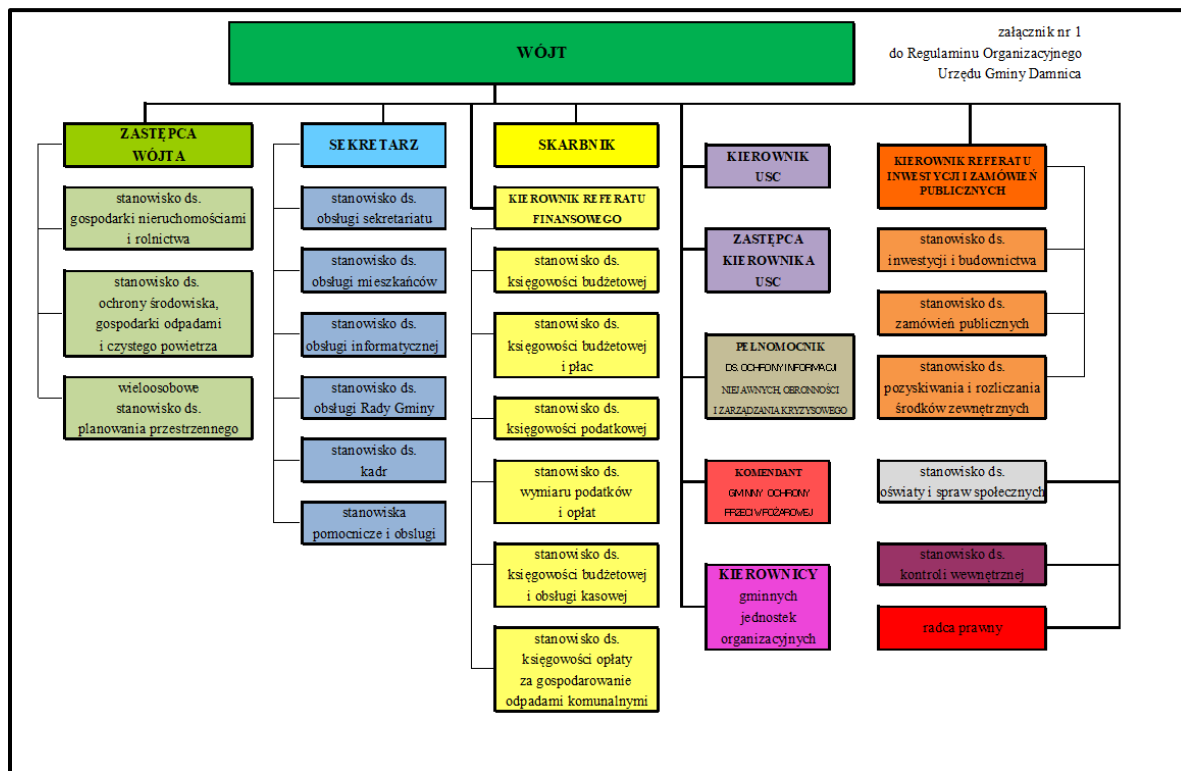 WÓJT
załącznik nr 1
do Regulaminu Organizacyjnego
Urzędu Gminy Damnica
ZASTĘPCA
WÓJTA
stanowisko ds.
gospodarki nieruchomościami
i rolnictwa
stanowisko ds.
ochrony środowiska,
gospodarki odpadami
i czystego powietrza
wieloosobowe
stanowisko ds.
planowania przestrzennego
SEKRETARZ
stanowisko ds.
obsługi sekretariatu
stanowisko ds.
obsługi mieszkańców
stanowisko ds.
obsługi informatycznej
stanowisko ds.
obsługi Rady Gminy
stanowisko ds.
kadr
stanowiska
pomocnicze i obslugi
SKARBNIK
KIEROWNIK REFERATU
FINANSOWEGO
stanowisko ds.
księgowości budżetowej
stanowisko ds.
księgowości budżetowej
i płac
stanowisko ds.
księgowości podatkowej
stanowisko ds.
wymiaru podatków
i opłat
stanowisko ds.
księgowości budżetowej
i obsługi kasowej
stanowisko ds.
księgowości opłaty
za gospodarowanie
odpadami komunalnymi
KIEROWNIK
USC
ZASTĘPCA
KIEROWNIKA
USC
PEŁNOMOCNIK
DS. OCHRONY INFORMACJI
NIEJAWNYCH, OBRONNOŚCI
I ZARZĄDZANIA KRYZYSOWEGO
KOMENDANT
GMINNY OCHRONY
PRZECIWPOŻAROWEJ
KIEROWNICY
gminnych
jednostek
organizacyjnych
KIEROWNIK REFERATU
INWESTYCJI I ZAMÓWIEŃ
PUBLICZNYCH
stanowisko ds.
inwestycji i budownictwa
stanowisko ds.
zamówień publicznych
stanowisko ds.
pozyskiwania i rozliczania
środków zewnętrznych
stanowisko ds.
oświaty i spraw społecznych
stanowisko ds.
kontroli wewnętrznej
radca prawny